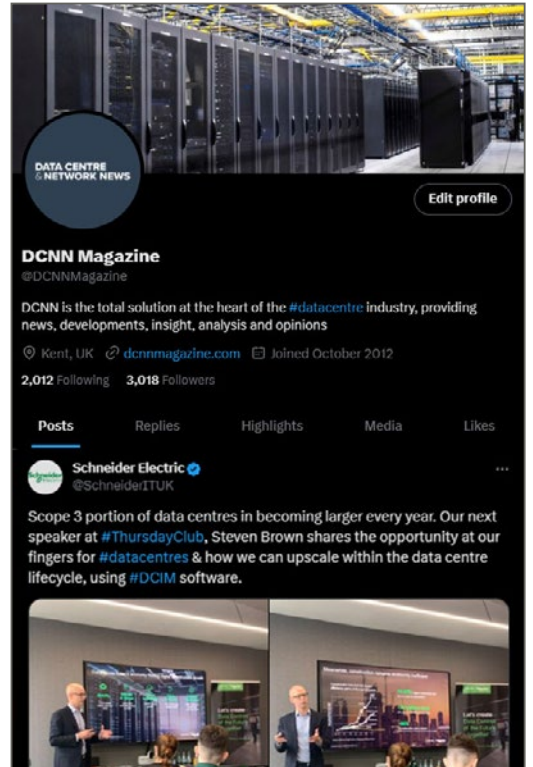 DATA CENTRE
& NETWORK NEWS
Edit profile
DCNN Magazine
@DCNNMagazine
DCNN is the total solution at the heart of the #datacentre industry, providing
news, developments, insight, analysis and opinions
Kent, UK dcnnmagazine.com Joined October 2012
2,012 Following 3,018 Followers
Posts Replies Highlights Media Likes
Schneider Electric
@SchneiderITUK
Scope 3 portion of data centres in becoming larger every year. Our next
speaker at #ThursdayClub, Steven Brown shares the opportunity at our
fingers for #datacentres & how we can upscale within the data centre
lifecycle, using #DCIM software.
Let's create
Let's create